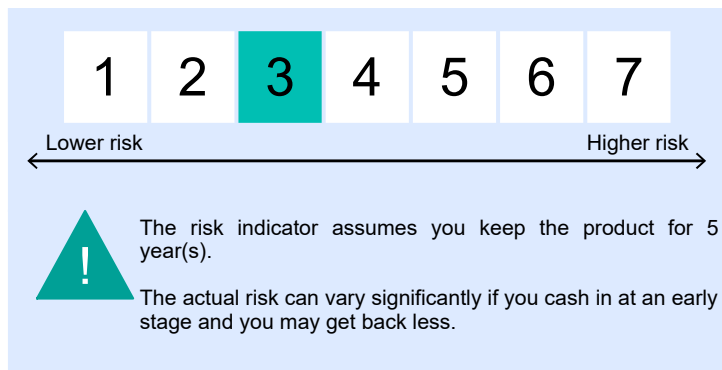 1 2 3 4 5 6 7
Lower risk Higher risk
The risk indicator assumes you keep the product for 5
year(s).
!
The actual risk can vary significantly if you cash in at an early
stage and you may get back less.